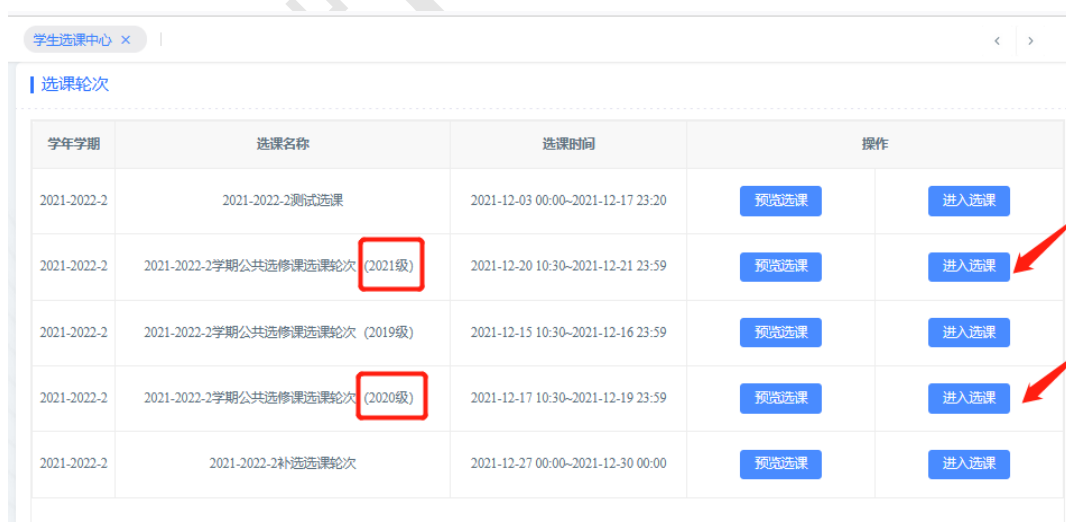 学生选课中心 ×
选课轮次
学年学期 选课名称 选课时间 操作
2021-2022-2 2021-2022-2测试选课 2021-12-03 00:00~2021-12-17 23:20 预览选课 进入选课
2021-2022-2 2021-2022-2学期公共选修课选课轮次 (2021级) 2021-12-20 10:30~2021-12-21 23:59 预览选课 进入选课
2021-2022-2 2021-2022-2学期公共选修课选课轮次 (2019级) 2021-12-15 10:30~2021-12-16 23:59 预览选课 进入选课
2021-2022-2 2021-2022-2学期公共选修课选课轮次 (2020级) 2021-12-17 10:30~2021-12-19 23:59 预览选课 进入选课
2021-2022-2 2021-2022-2补选选课轮次 2021-12-27 00:00~2021-12-30 00:00 预览选课 进入选课